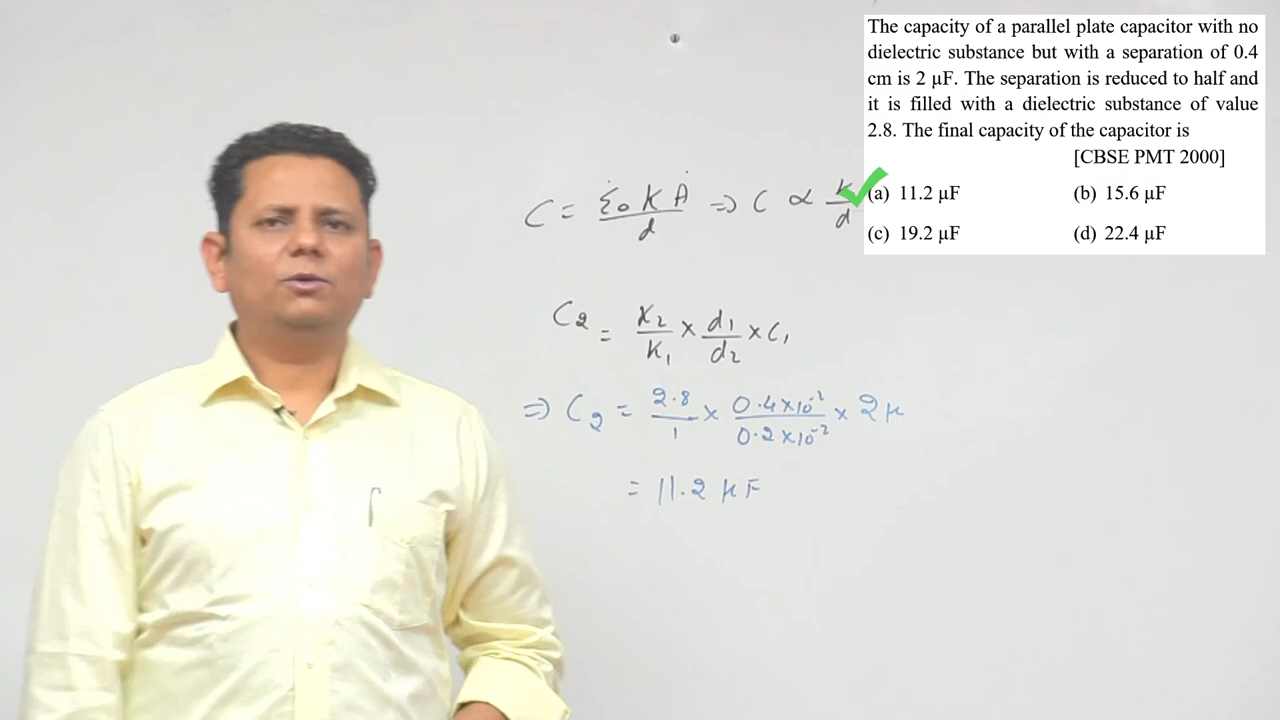 The capacity of a parallel plate capacitor with no
dielectric substance but with a separation of 0.4
cm is 2 µF. The separation is reduced to half and
it is filled with a dielectric substance of value
2.8. The final capacity of the capacitor is
[CBSE PMT 2000]
(a) 11.2 µF (b) 15.6 µF
(c) 19.2 µF (d) 22.4 µF
C = ε₀ K A / d ⇒ C ∝ K / d
C₂ = K₂/K₁ × d₁/d₂ × C₁
⇒ C₂ = 2.8/1 × 0.4×10⁻²/0.2×10⁻² × 2µ
= 11.2 µF